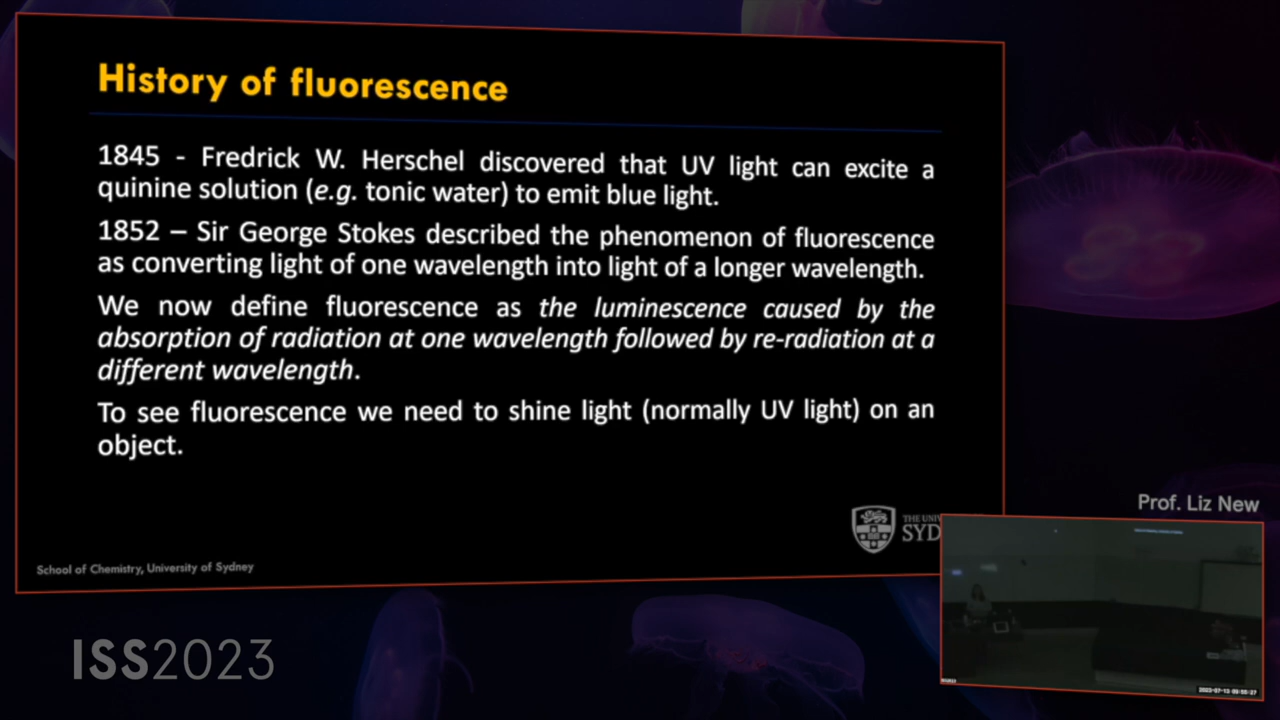 History of fluorescence
1845 - Fredrick W. Herschel discovered that UV light can excite a
quinine solution (e.g. tonic water) to emit blue light.
1852 – Sir George Stokes described the phenomenon of fluorescence
as converting light of one wavelength into light of a longer wavelength.
We now define fluorescence as the luminescence caused by the
absorption of radiation at one wavelength followed by re-radiation at a
different wavelength.
To see fluorescence we need to shine light (normally UV light) on an
object.
THE UNIV
SYD
School of Chemistry, University of Sydney
Prof. Liz New
ISS2023